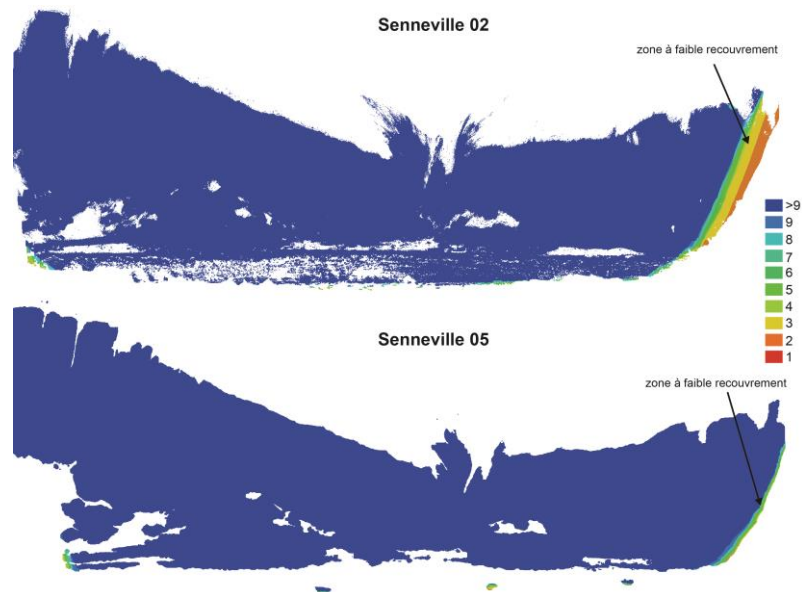 Senneville 02
zone à faible recouvrement
>9
9
8
7
6
5
4
3
2
1
Senneville 05
zone à faible recouvrement